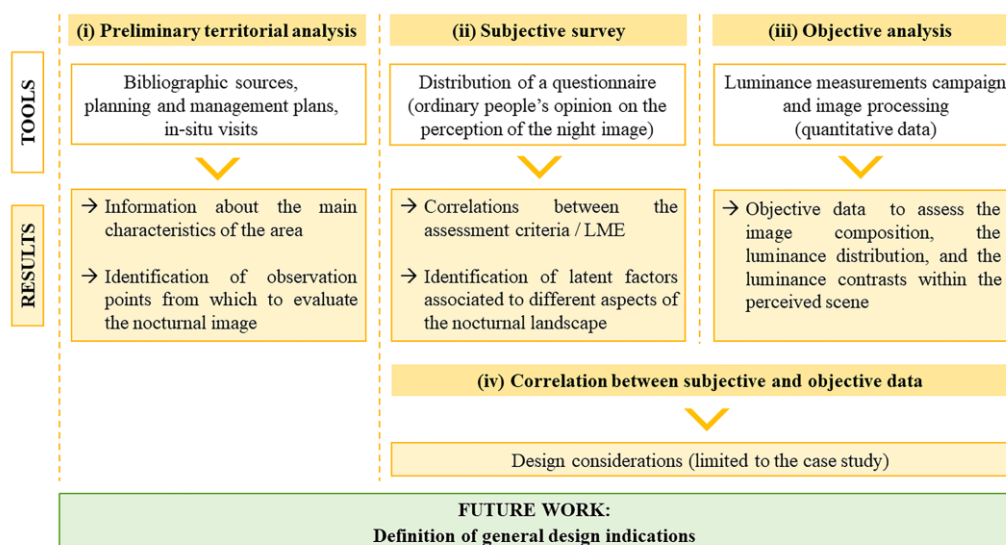 (i) Preliminary territorial analysis
(ii) Subjective survey
(iii) Objective analysis
TOOLS
Bibliographic sources,
planning and management plans,
in-situ visits
Distribution of a questionnaire
(ordinary people's opinion on the
perception of the night image)
Luminance measurements campaign
and image processing
(quantitative data)
RESULTS
→ Information about the main
characteristics of the area
→ Identification of observation
points from which to evaluate
the nocturnal image
→ Correlations between the
assessment criteria / LME
→ Identification of latent factors
associated to different aspects of
the nocturnal landscape
→ Objective data to assess the
image composition, the
luminance distribution, and the
luminance contrasts within the
perceived scene
(iv) Correlation between subjective and objective data
Design considerations (limited to the case study)
FUTURE WORK:
Definition of general design indications